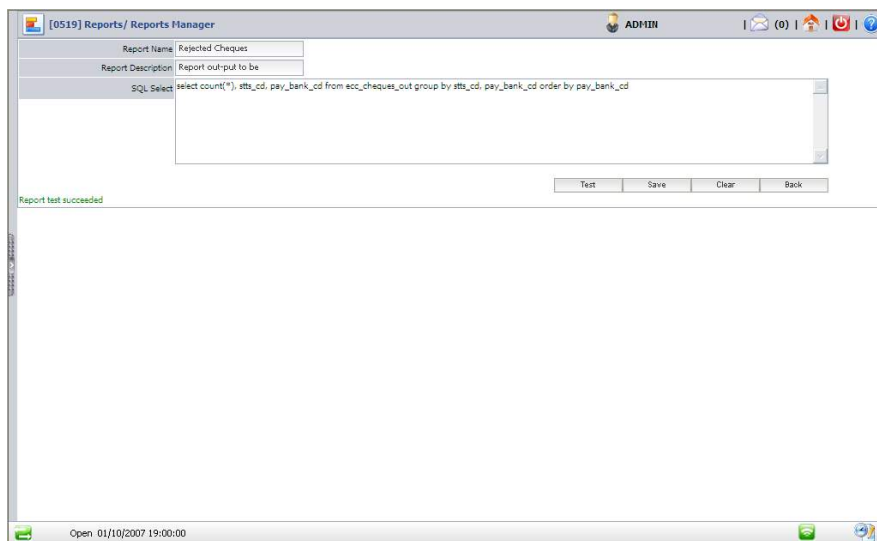 [0519] Reports/ Reports Manager
ADMIN
| (0) | | |
Report Name Rejected Cheques
Report Description Report out-put to be
SQL Select select count(*), stts_cd, pay_bank_cd from ecc_cheques_out group by stts_cd, pay_bank_cd order by pay_bank_cd
Test Save Clear Back
Report test succeeded
Open 01/10/2007 19:00:00